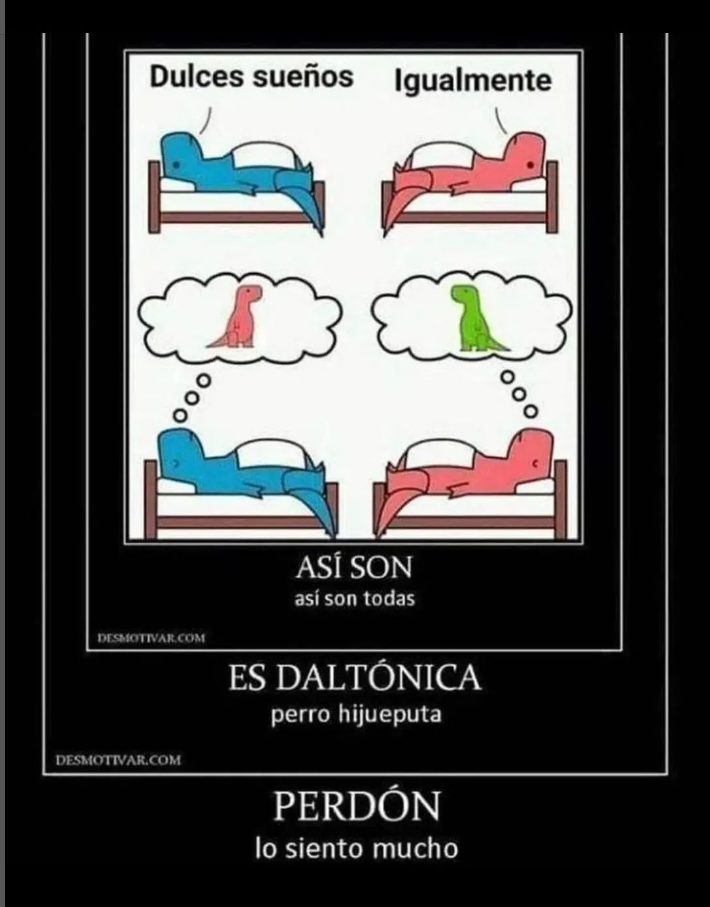 Dulces sueños Igualmente
ASÍ SON
así son todas
DESMOTIVAR.COM
ES DALTÓNICA
perro hijueputa
DESMOTIVAR.COM
PERDÓN
lo siento mucho